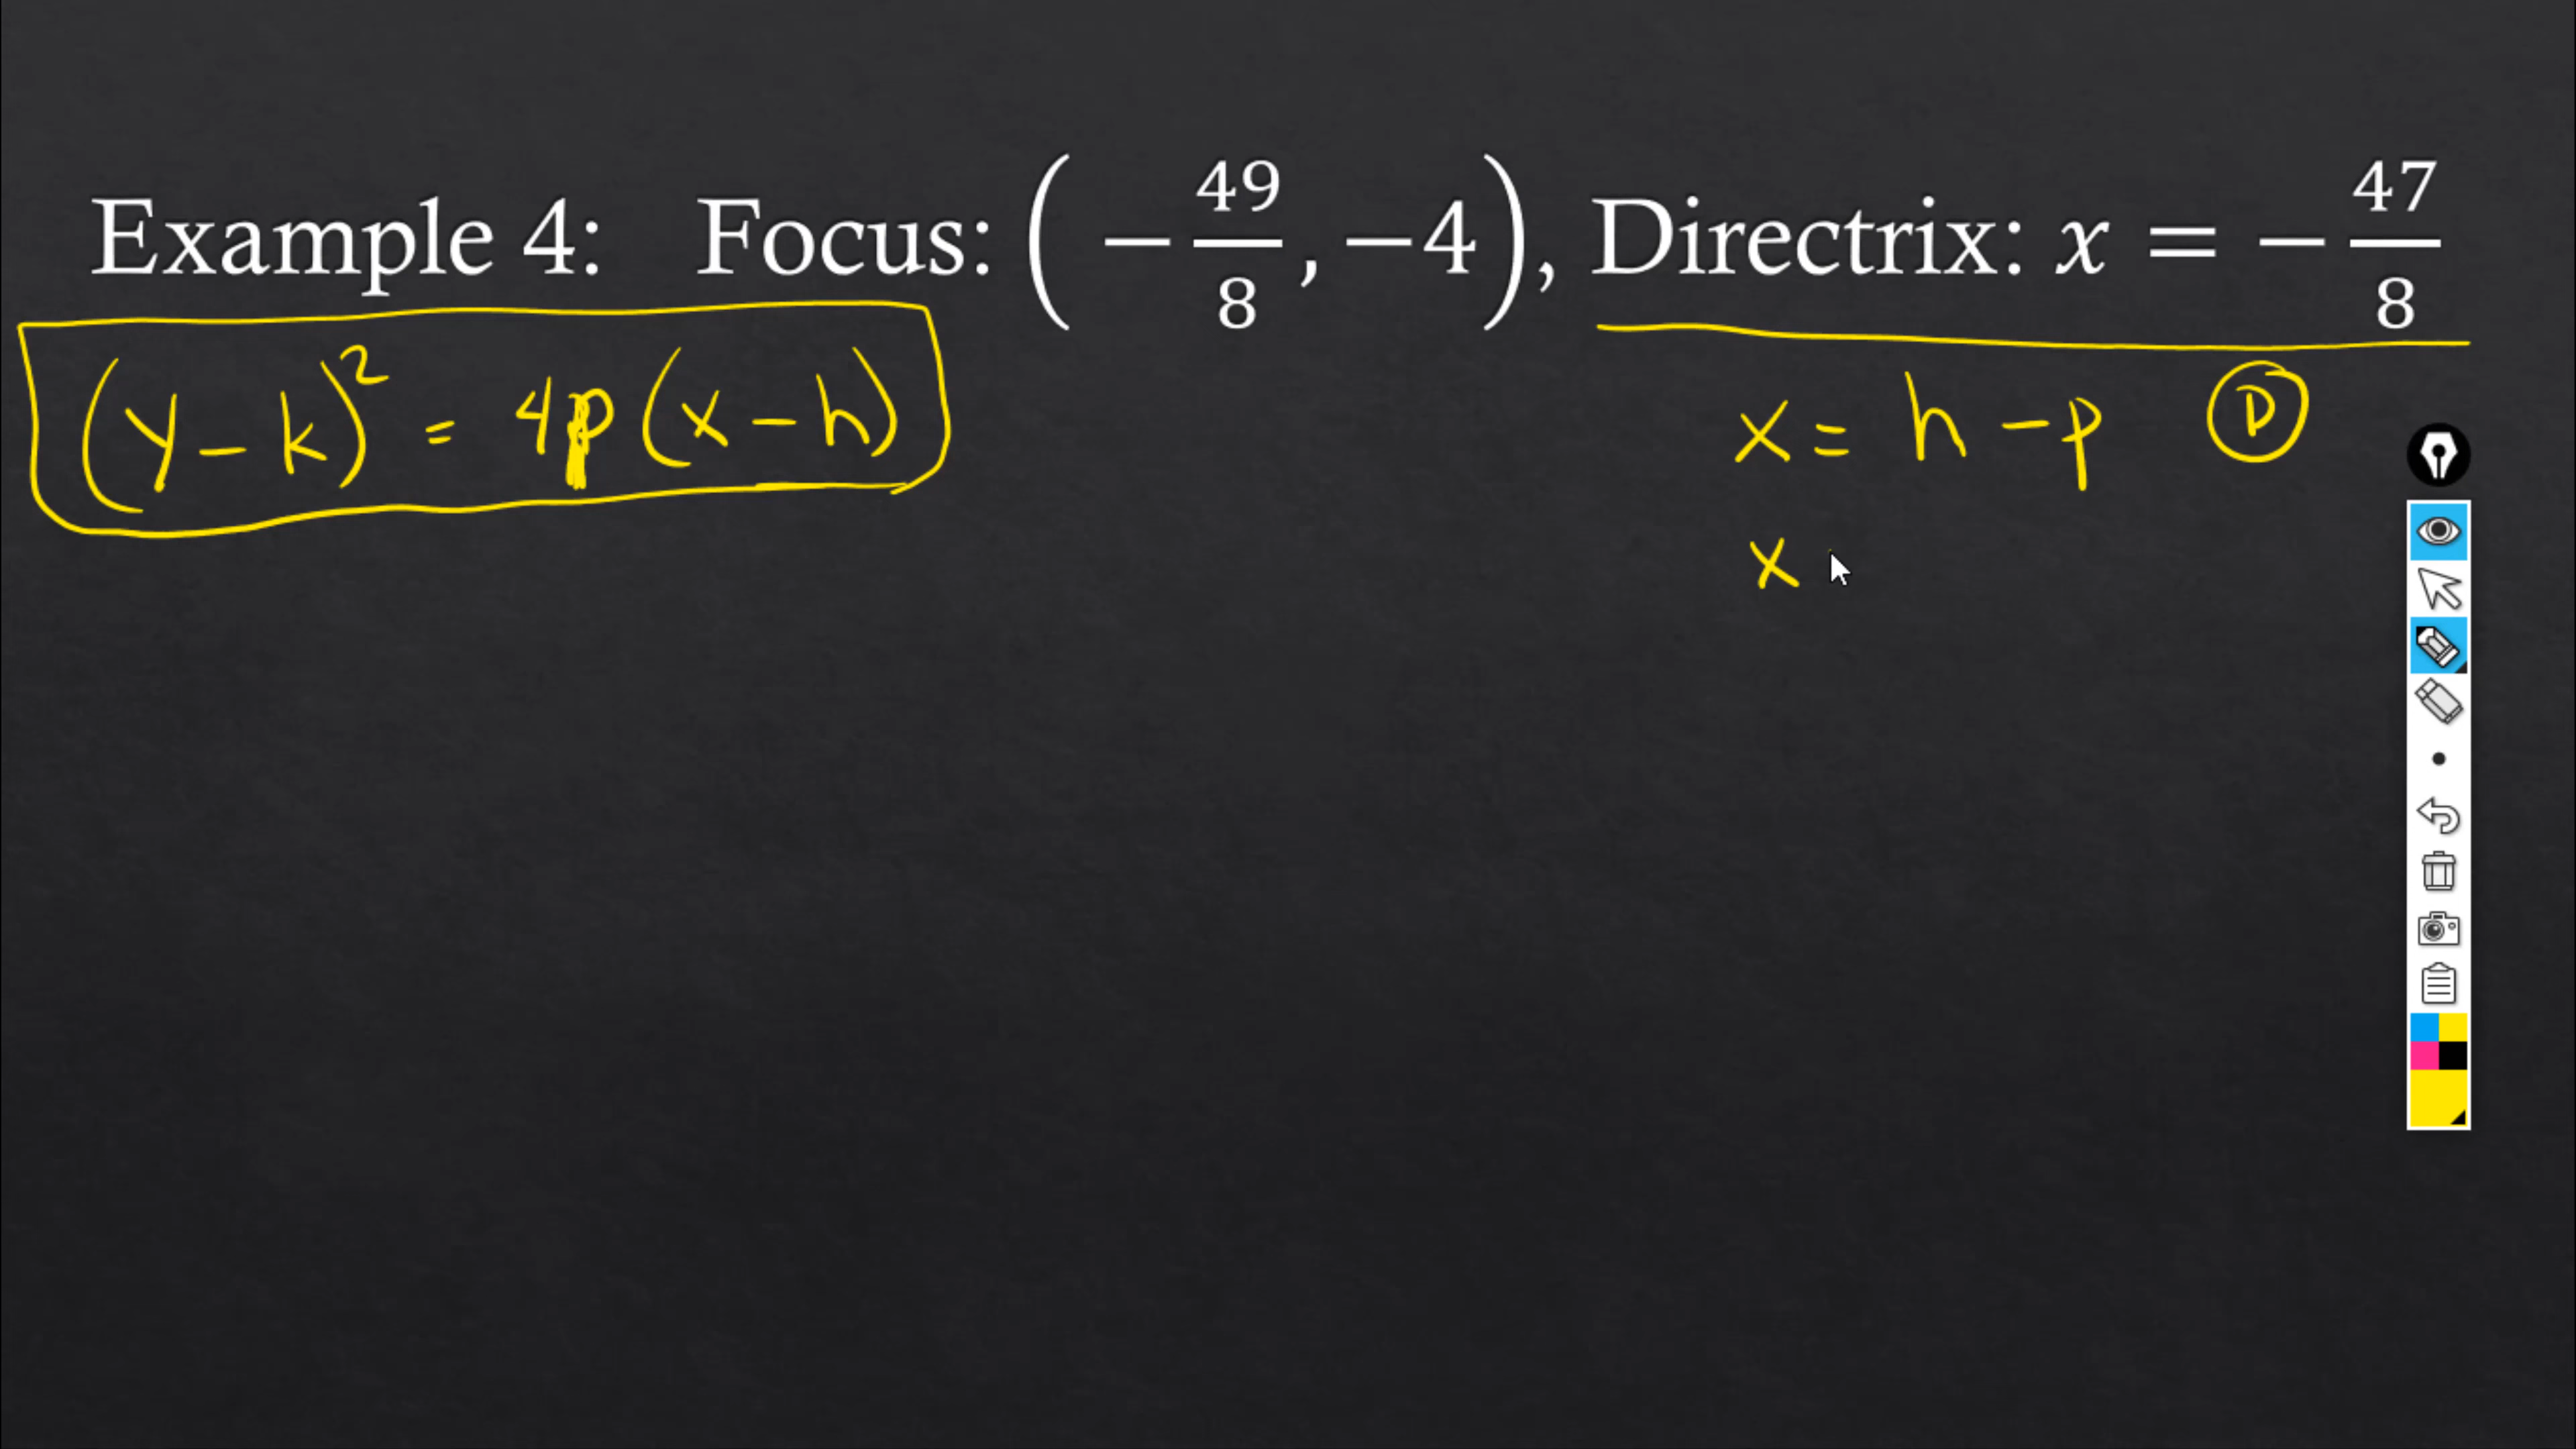 Example 4: Focus: (−49/8, −4), Directrix: x = −47/8
(y − k)² = 4p(x − h)
x = h − p Ⓓ
x